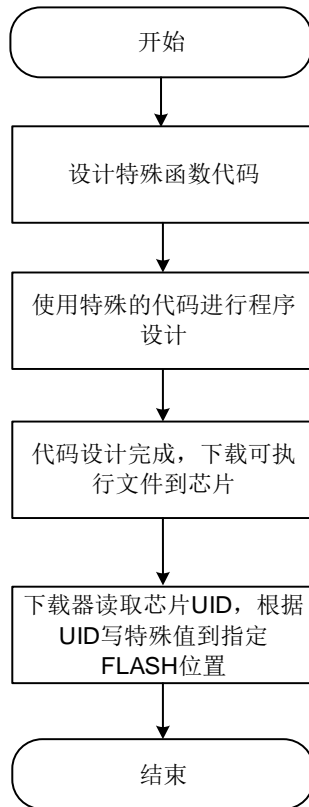 开始
设计特殊函数代码
使用特殊的代码进行程序
设计
代码设计完成，下载可执
行文件到芯片
下载器读取芯片UID，根据
UID写特殊值到指定
FLASH位置
结束